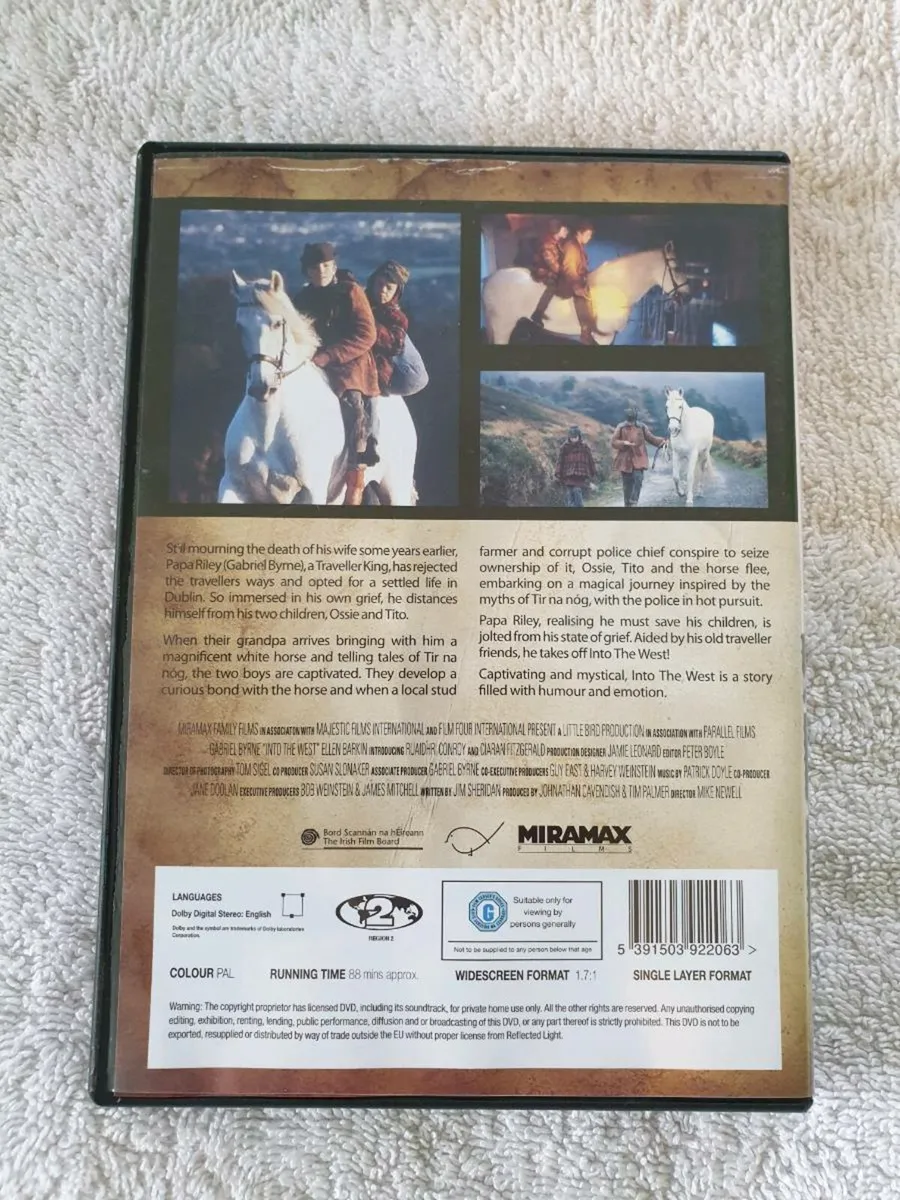 Still mourning the death of his wife some years earlier,
Papa Riley (Gabriel Byrne), a Traveller King, has rejected
the travellers ways and opted for a settled life in
Dublin. So immersed in his own grief, he distances
himself from his two children, Ossie and Tito.
When their grandpa arrives bringing with him a
magnificent white horse and telling tales of Tir na
nóg, the two boys are captivated. They develop a
curious bond with the horse and when a local stud
farmer and corrupt police chief conspire to seize
ownership of it, Ossie, Tito and the horse flee,
embarking on a magical journey inspired by the
myths of Tir na nóg, with the police in hot pursuit.
Papa Riley, realising he must save his children, is
jolted from his state of grief. Aided by his old traveller
friends, he takes off Into The West!
Captivating and mystical, Into The West is a story
filled with humour and emotion.
MIRAMAX FAMILY FILMS IN ASSOCIATON WITH MAJESTIC FILMS INTERNATIONAL AND FILM FOUR INTERNATIONAL PRESENT A LITTLE BIRD PRODUCTION IN ASSOCIATION WITH PARALLEL FILMS
GABRIEL BYRNE "INTO THE WEST" ELLEN BARKIN INTRODUCING RUAIDHRI CONROY AND CIARAN FITZGERALD PRODUCTION DESIGNER JAMIE LEONARD EDITOR PETER BOYLE
DIRECTOR OF PHOTOGRAPHY TOM SIGEL CO PRODUCER SUSAN SLONAKER ASSOCIATE PRODUCER GABRIEL BYRNE CO-EXECUTIVE PRODUCERS GUY EAST & HARVEY WEINSTEIN MUSIC BY PATRICK DOYLE CO-PRODUCER
JANE DOOLAN EXECUTIVE PRODUCERS BOB WEINSTEIN & JAMES MITCHELL WRITTEN BY JIM SHERIDAN PRODUCED BY JOHNATHAN CAVENDISH & TIM PALMER DIRECTOR MIKE NEWELL
Bord Scannán na hÉireann
The Irish Film Board
MIRAMAX
FILMS
LANGUAGES
Dolby Digital Stereo: English
Dolby and the symbol are trademarks of Dolby laboratories
Corporation.
2
REGION 2
G
Suitable only for
viewing by
persons generally
Not to be supplied to any person below that age
5 391503 922063 >
COLOUR PAL RUNNING TIME 88 mins approx. WIDESCREEN FORMAT 1.7:1 SINGLE LAYER FORMAT
Warning: The copyright proprietor has licensed DVD, including its soundtrack, for private home use only. All the other rights are reserved. Any unauthorised copying
editing, exhibition, renting, lending, public performance, diffusion and or broadcasting of this DVD, or any part thereof is strictly prohibited. This DVD is not to be
exported, resupplied or distributed by way of trade outside the EU without proper license from Reflected Light.